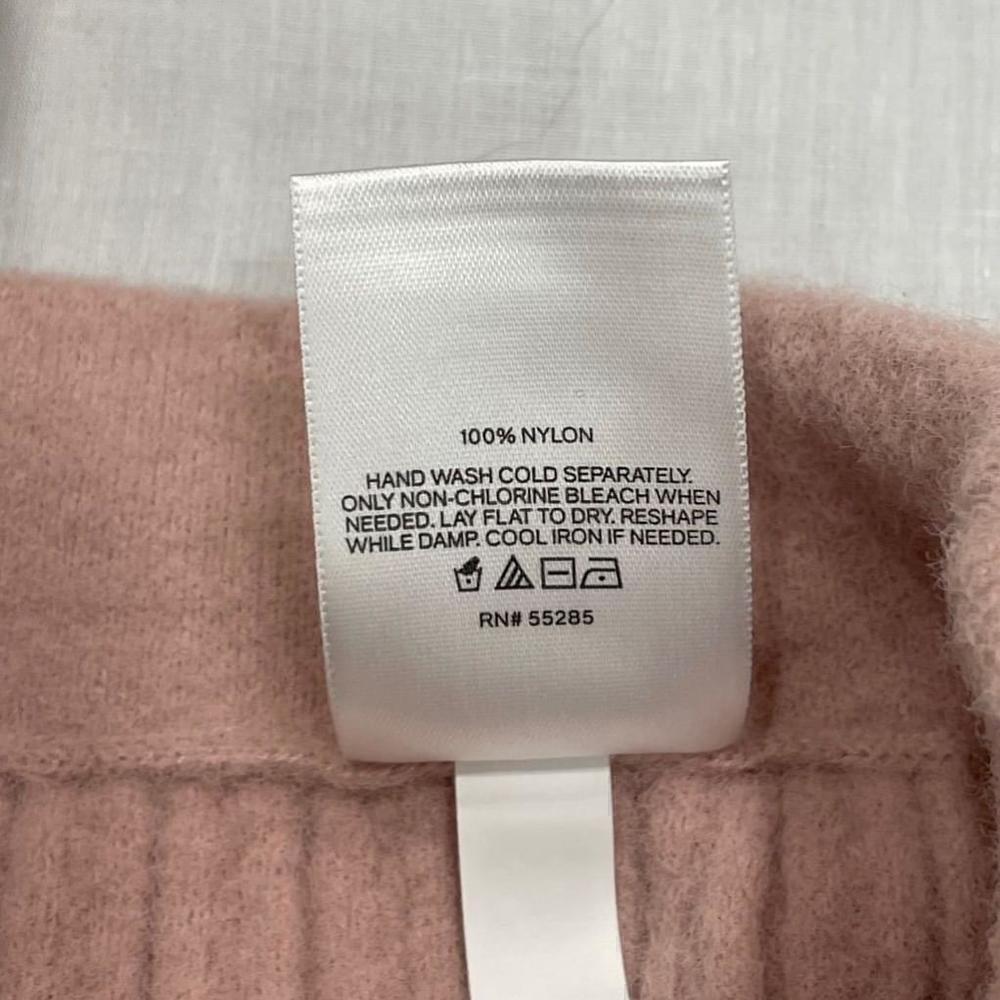 100% NYLON
HAND WASH COLD SEPARATELY.
ONLY NON-CHLORINE BLEACH WHEN
NEEDED. LAY FLAT TO DRY. RESHAPE
WHILE DAMP. COOL IRON IF NEEDED.
RN# 55285